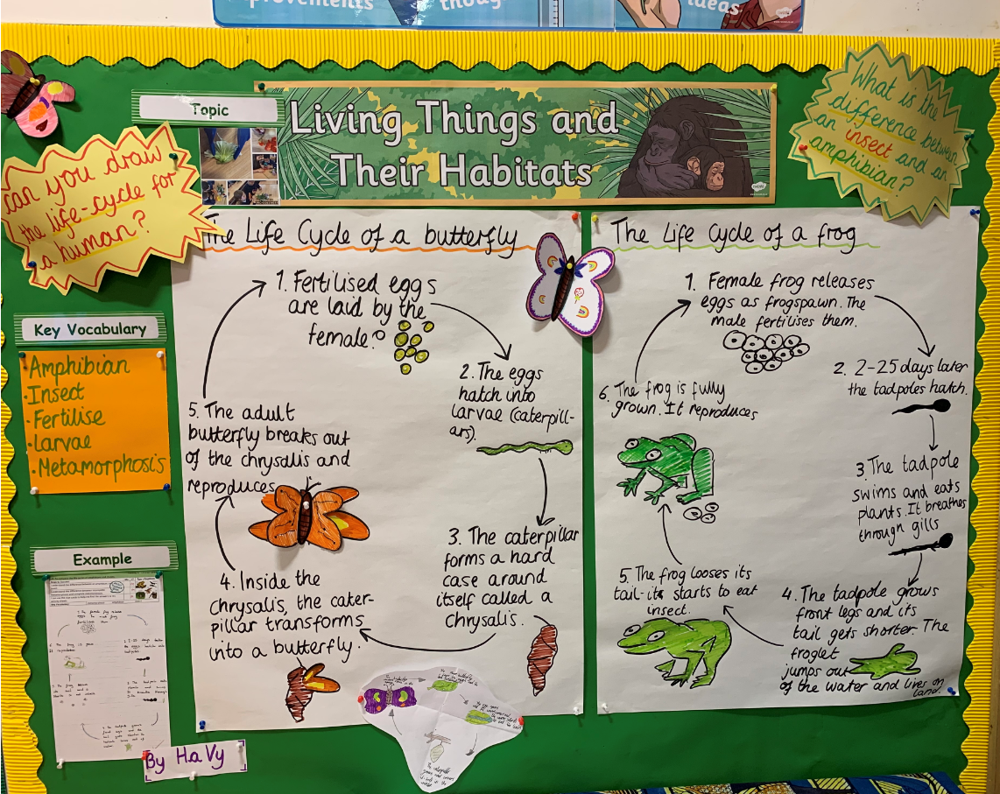 provements
thoug
ideas
Topic
Living Things and
Their Habitats
What is the
difference between
an insect and an
amphibian?
can you draw
the life-cycle for
a human?
The Life Cycle of a butterfly
1. Fertilised eggs
are laid by the
female.
2. The eggs
hatch into
larvae (caterpill-
ars).
3. The caterpillar
forms a hard
case around
itself called a
chrysalis.
4. Inside the
chrysalis, the cater-
pillar transforms
into a butterfly.
5. The adult
butterfly breaks out
of the chrysalis and
reproduces
The Life Cycle of a frog
1. Female frog releases
eggs as frogspawn. The
male fertilises them.
2. 2-25 days later
the tadpoles hatch.
3. The tadpole
swims and eats
plants. It breathes
through gills
4. The tadpole grows
front legs and its
tail gets shorter. The
froglet
jumps out
of the water and lives on
land.
5. The frog looses its
tail-its starts to eat
insect
6. The frog is fully
grown. It reproduces
Key Vocabulary
Amphibian
·Insect
·Fertilise
·Larvae
·Metamorphosis
Example
By HaVy